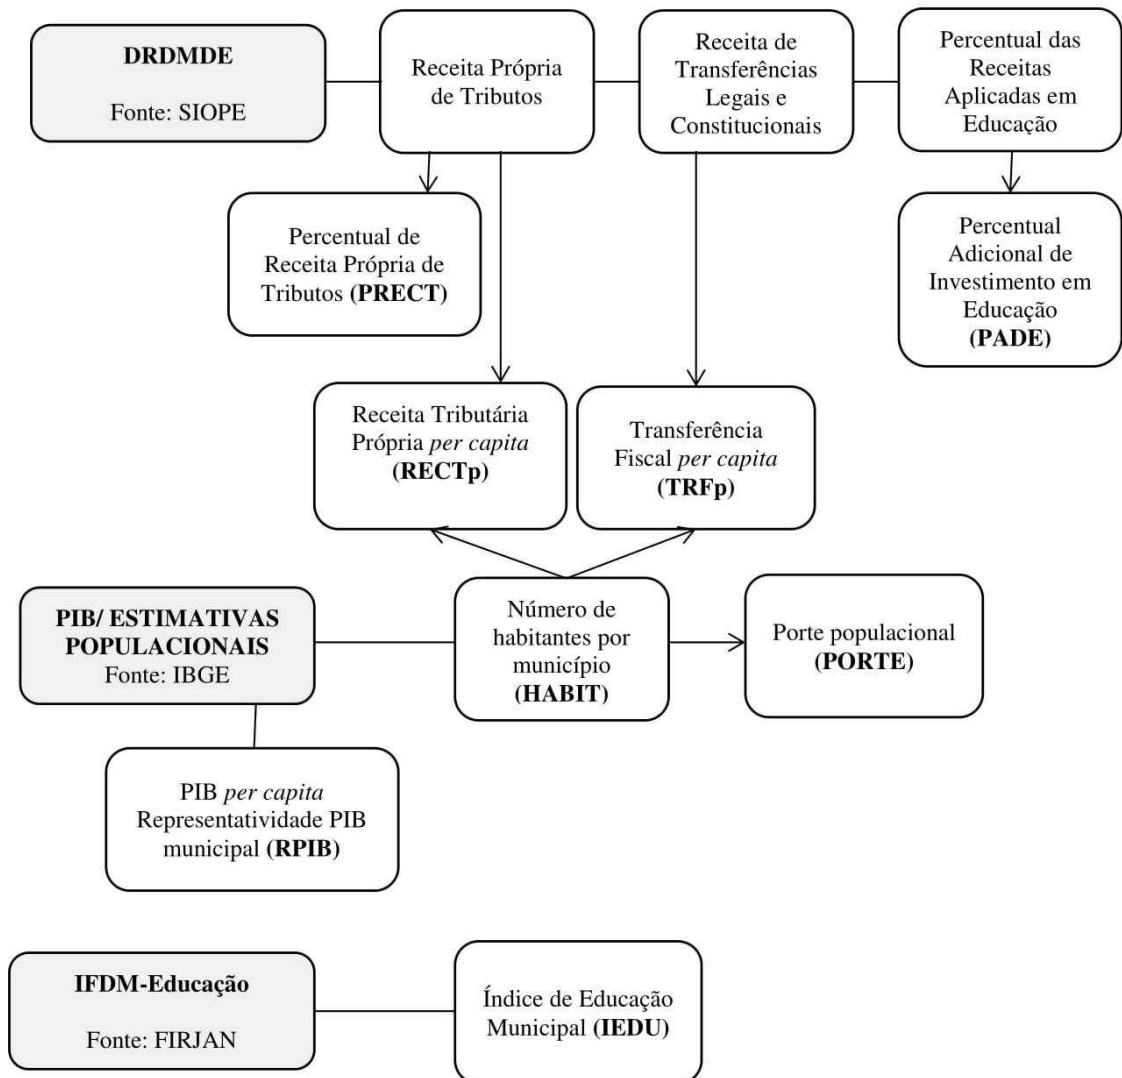 DRDMDE
Fonte: SIOPE
Receita Própria
de Tributos
Receita de
Transferências
Legais e
Constitucionais
Percentual das
Receitas
Aplicadas em
Educação
Percentual de
Receita Própria de
Tributos (PRECT)
Percentual
Adicional de
Investimento em
Educação
(PADE)
Receita Tributária
Própria per capita
(RECTp)
Transferência
Fiscal per capita
(TRFp)
PIB/ ESTIMATIVAS
POPULACIONAIS
Fonte: IBGE
Número de
habitantes por
município
(HABIT)
Porte populacional
(PORTE)
PIB per capita
Representatividade PIB
municipal (RPIB)
IFDM-Educação
Fonte: FIRJAN
Índice de Educação
Municipal (IEDU)